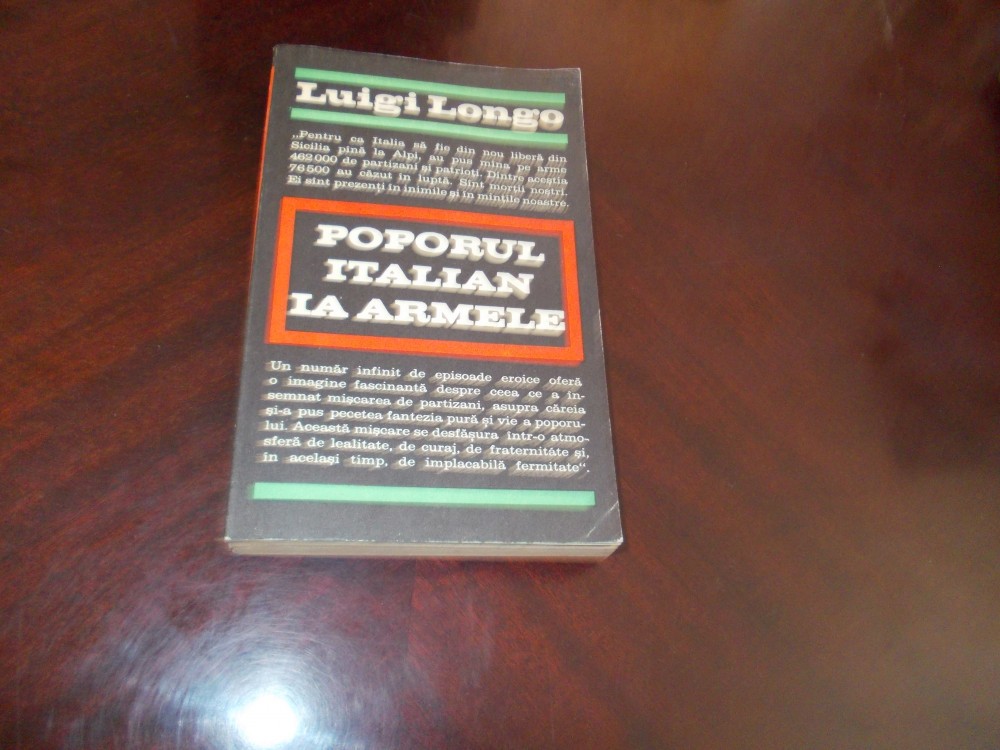 Luigi Longo
„Pentru ca Italia să fie din nou liberă din
Sicilia pînă la Alpi, au pus mîna pe arme
462 000 de partizani și patrioți. Dintre aceștia
76 500 au căzut în luptă. Sînt morții noștri.
Ei sînt prezenți în inimile și în mințile noastre.
POPORUL
ITALIAN
IA ARMELE
Un număr infinit de episoade eroice oferă
o imagine fascinantă despre ceea ce a în-
semnat mișcarea de partizani, asupra căreia
și-a pus pecetea fantezia pură și vie a poporu-
lui. Această mișcare se desfășura într-o atmo-
sferă de lealitate, de curaj, de fraternitate și,
în același timp, de implacabilă fermitate“.